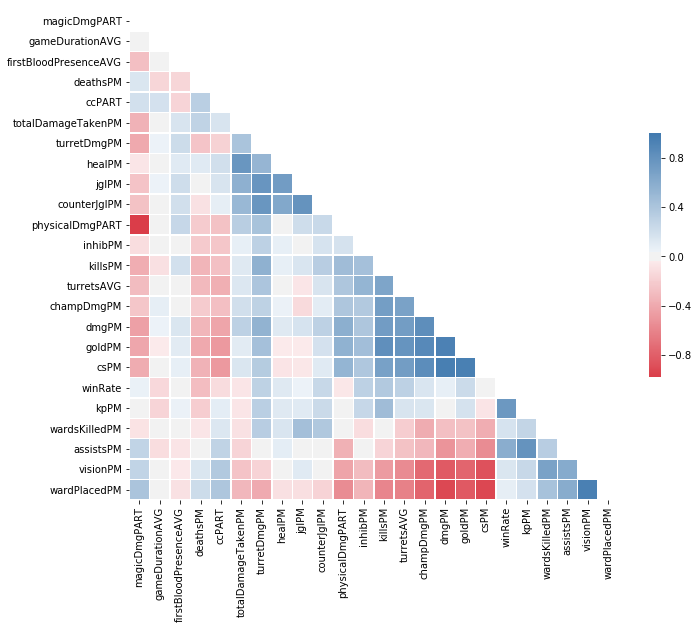 magicDmgPART
gameDurationAVG
firstBloodPresenceAVG
deathsPM
ccPART
totalDamageTakenPM
turretDmgPM
healPM
jglPM
counterJglPM
physicalDmgPART
inhibPM
killsPM
turretsAVG
champDmgPM
dmgPM
goldPM
csPM
winRate
kpPM
wardsKilledPM
assistsPM
visionPM
wardPlacedPM
0.8
0.4
0.0
−0.4
−0.8
magicDmgPART
gameDurationAVG
firstBloodPresenceAVG
deathsPM
ccPART
totalDamageTakenPM
turretDmgPM
healPM
jglPM
counterJglPM
physicalDmgPART
inhibPM
killsPM
turretsAVG
champDmgPM
dmgPM
goldPM
csPM
winRate
kpPM
wardsKilledPM
assistsPM
visionPM
wardPlacedPM